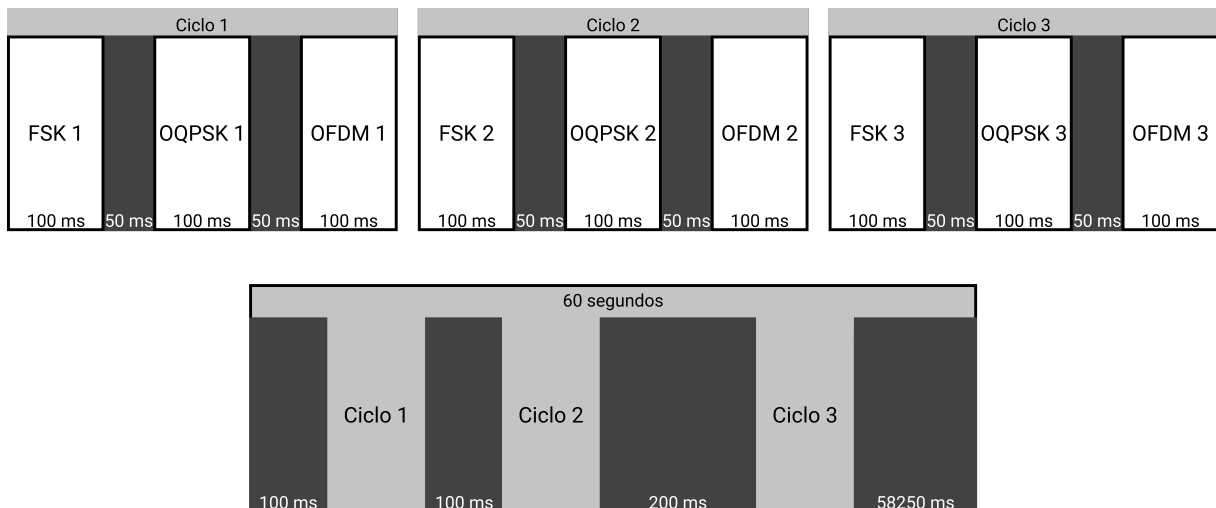 Ciclo 1
FSK 1
OQPSK 1
OFDM 1
100 ms
50 ms
100 ms
50 ms
100 ms
Ciclo 2
FSK 2
OQPSK 2
OFDM 2
100 ms
50 ms
100 ms
50 ms
100 ms
Ciclo 3
FSK 3
OQPSK 3
OFDM 3
100 ms
50 ms
100 ms
50 ms
100 ms
60 segundos
Ciclo 1
Ciclo 2
Ciclo 3
100 ms
100 ms
200 ms
58250 ms